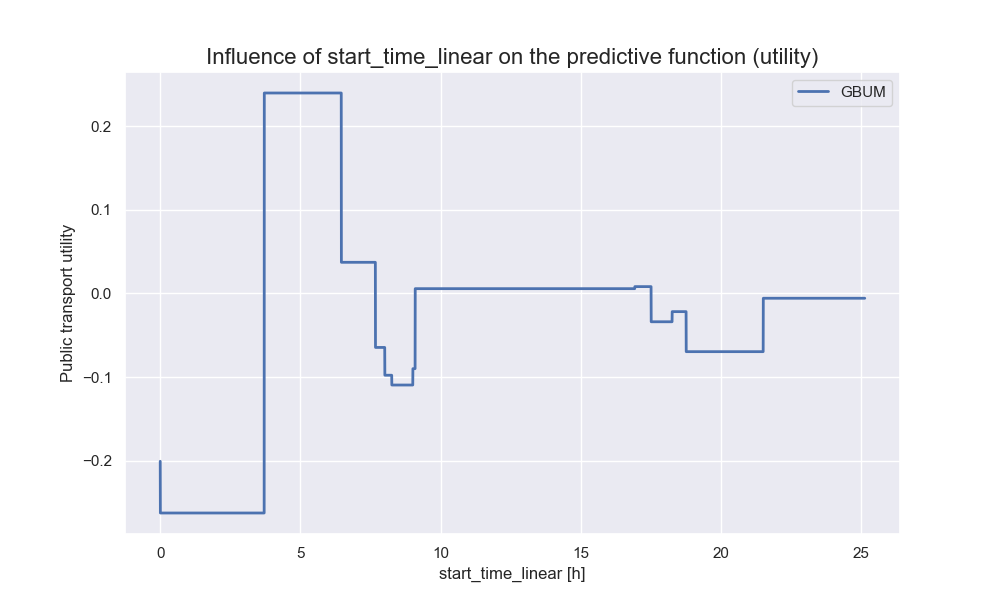 Influence of start_time_linear on the predictive function (utility)
GBUM
0.2
0.1
0.0
−0.1
−0.2
Public transport utility
0 5 10 15 20 25
start_time_linear [h]